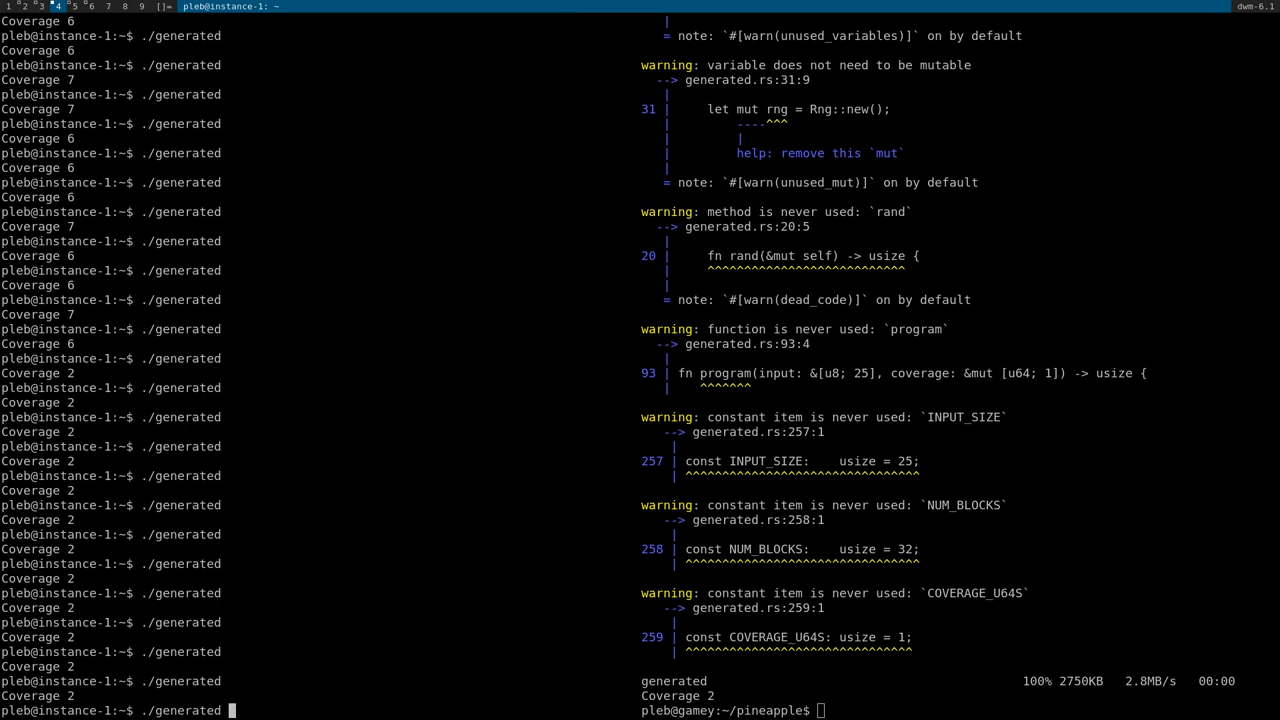 1 2 3 4 5 6 7 8 9 []= pleb@instance-1: ~ dwm-6.1
Coverage 6
pleb@instance-1:~$ ./generated
Coverage 6
pleb@instance-1:~$ ./generated
Coverage 7
pleb@instance-1:~$ ./generated
Coverage 7
pleb@instance-1:~$ ./generated
Coverage 6
pleb@instance-1:~$ ./generated
Coverage 6
pleb@instance-1:~$ ./generated
Coverage 6
pleb@instance-1:~$ ./generated
Coverage 7
pleb@instance-1:~$ ./generated
Coverage 6
pleb@instance-1:~$ ./generated
Coverage 6
pleb@instance-1:~$ ./generated
Coverage 7
pleb@instance-1:~$ ./generated
Coverage 6
pleb@instance-1:~$ ./generated
Coverage 2
pleb@instance-1:~$ ./generated
Coverage 2
pleb@instance-1:~$ ./generated
Coverage 2
pleb@instance-1:~$ ./generated
Coverage 2
pleb@instance-1:~$ ./generated
Coverage 2
pleb@instance-1:~$ ./generated
Coverage 2
pleb@instance-1:~$ ./generated
Coverage 2
pleb@instance-1:~$ ./generated
Coverage 2
pleb@instance-1:~$ ./generated
Coverage 2
pleb@instance-1:~$ ./generated
Coverage 2
pleb@instance-1:~$ ./generated
Coverage 2
pleb@instance-1:~$ ./generated
Coverage 2
pleb@instance-1:~$ ./generated
   |
   = note: `#[warn(unused_variables)]` on by default
warning: variable does not need to be mutable
  --> generated.rs:31:9
   |
31 |     let mut rng = Rng::new();
   |         ----^^^
   |         |
   |         help: remove this `mut`
   |
   = note: `#[warn(unused_mut)]` on by default
warning: method is never used: `rand`
  --> generated.rs:20:5
   |
20 |     fn rand(&mut self) -> usize {
   |     ^^^^^^^^^^^^^^^^^^^^^^^^^^^
   |
   = note: `#[warn(dead_code)]` on by default
warning: function is never used: `program`
  --> generated.rs:93:4
   |
93 | fn program(input: &[u8; 25], coverage: &mut [u64; 1]) -> usize {
   |    ^^^^^^^
warning: constant item is never used: `INPUT_SIZE`
   --> generated.rs:257:1
    |
257 | const INPUT_SIZE:    usize = 25;
    | ^^^^^^^^^^^^^^^^^^^^^^^^^^^^^^^^
warning: constant item is never used: `NUM_BLOCKS`
   --> generated.rs:258:1
    |
258 | const NUM_BLOCKS:    usize = 32;
    | ^^^^^^^^^^^^^^^^^^^^^^^^^^^^^^^^
warning: constant item is never used: `COVERAGE_U64S`
   --> generated.rs:259:1
    |
259 | const COVERAGE_U64S: usize = 1;
    | ^^^^^^^^^^^^^^^^^^^^^^^^^^^^^^^
generated 100% 2750KB 2.8MB/s 00:00
Coverage 2
pleb@gamey:~/pineapple$